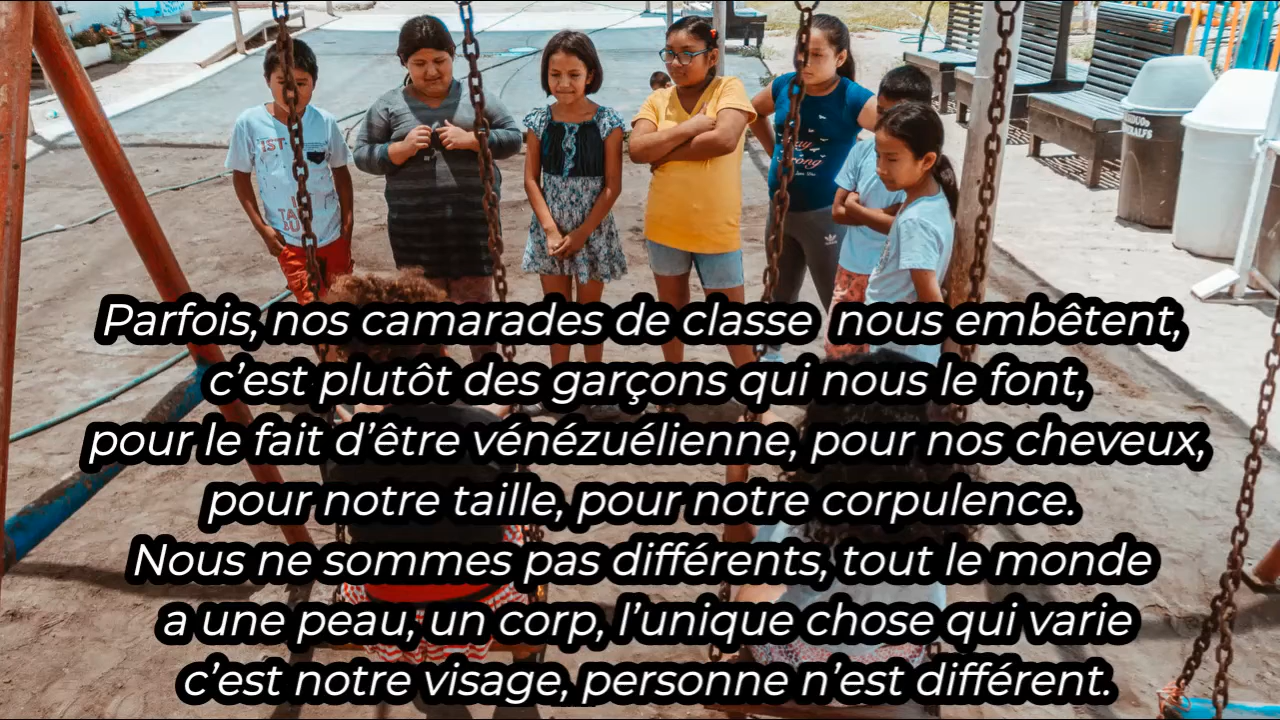 Parfois, nos camarades de classe nous embêtent,
c'est plutôt des garçons qui nous le font,
pour le fait d'être vénézuélienne, pour nos cheveux,
pour notre taille, pour notre corpulence.
Nous ne sommes pas différents, tout le monde
a une peau, un corp, l'unique chose qui varie
c'est notre visage, personne n'est différent.